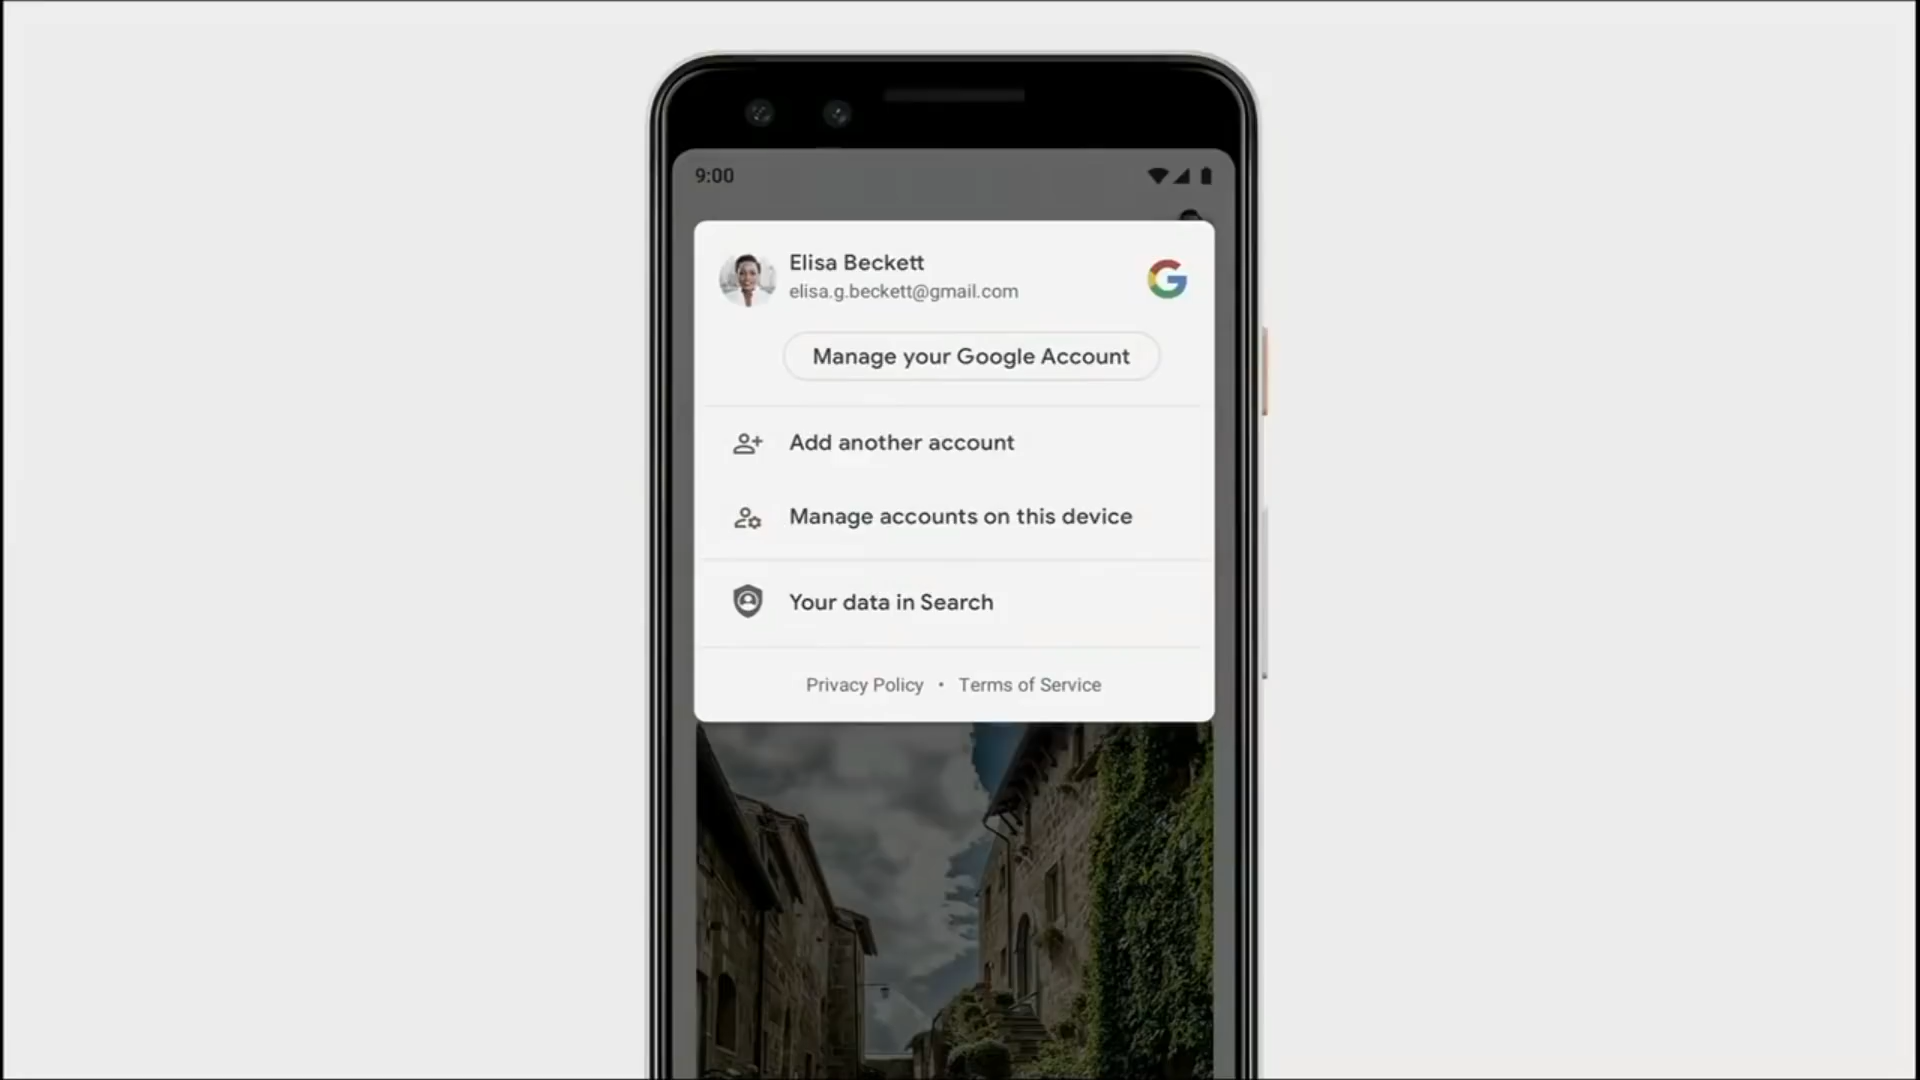 9:00
Elisa Beckett
elisa.g.beckett@gmail.com
Manage your Google Account
Add another account
Manage accounts on this device
Your data in Search
Privacy Policy • Terms of Service